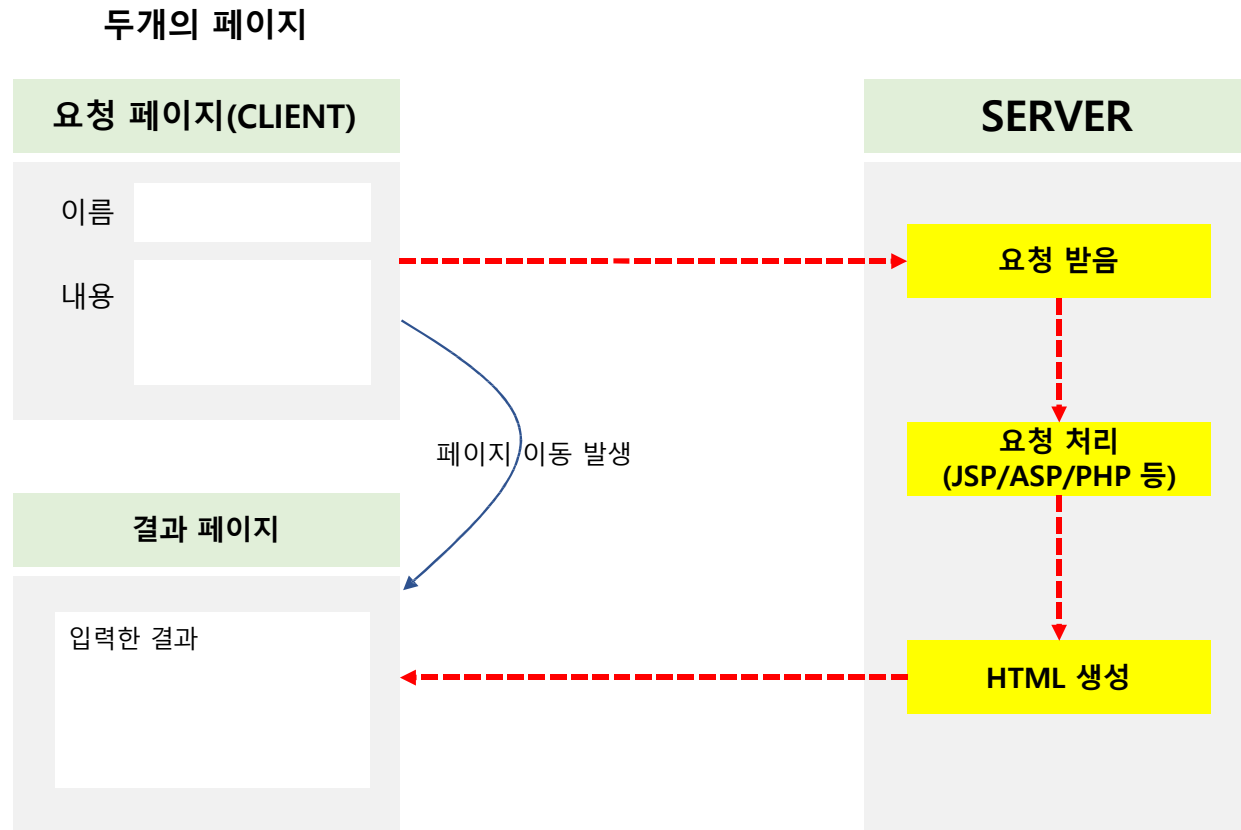 두개의 페이지
요청 페이지(CLIENT)
이름
내용
페이지 이동 발생
결과 페이지
입력한 결과
SERVER
요청 받음
요청 처리
(JSP/ASP/PHP 등)
HTML 생성